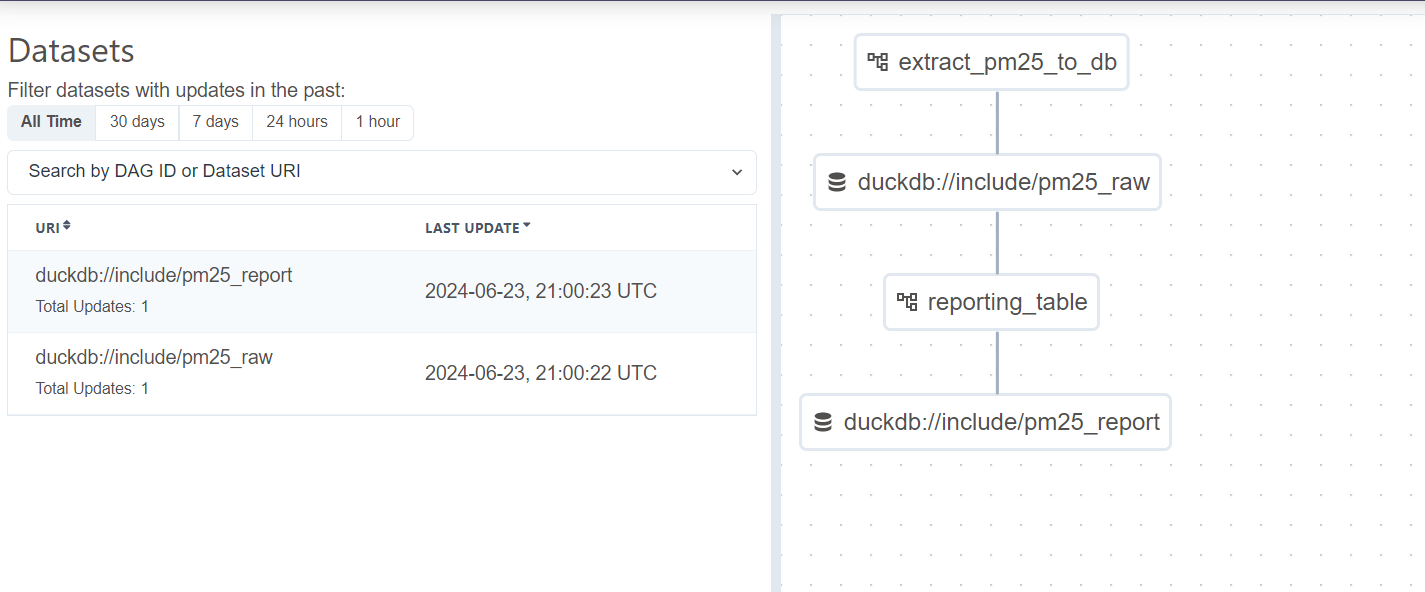 Datasets
Filter datasets with updates in the past:
All Time 30 days 7 days 24 hours 1 hour
Search by DAG ID or Dataset URI
URI LAST UPDATE
duckdb://include/pm25_report
Total Updates: 1
2024-06-23, 21:00:23 UTC
duckdb://include/pm25_raw
Total Updates: 1
2024-06-23, 21:00:22 UTC
extract_pm25_to_db
duckdb://include/pm25_raw
reporting_table
duckdb://include/pm25_report